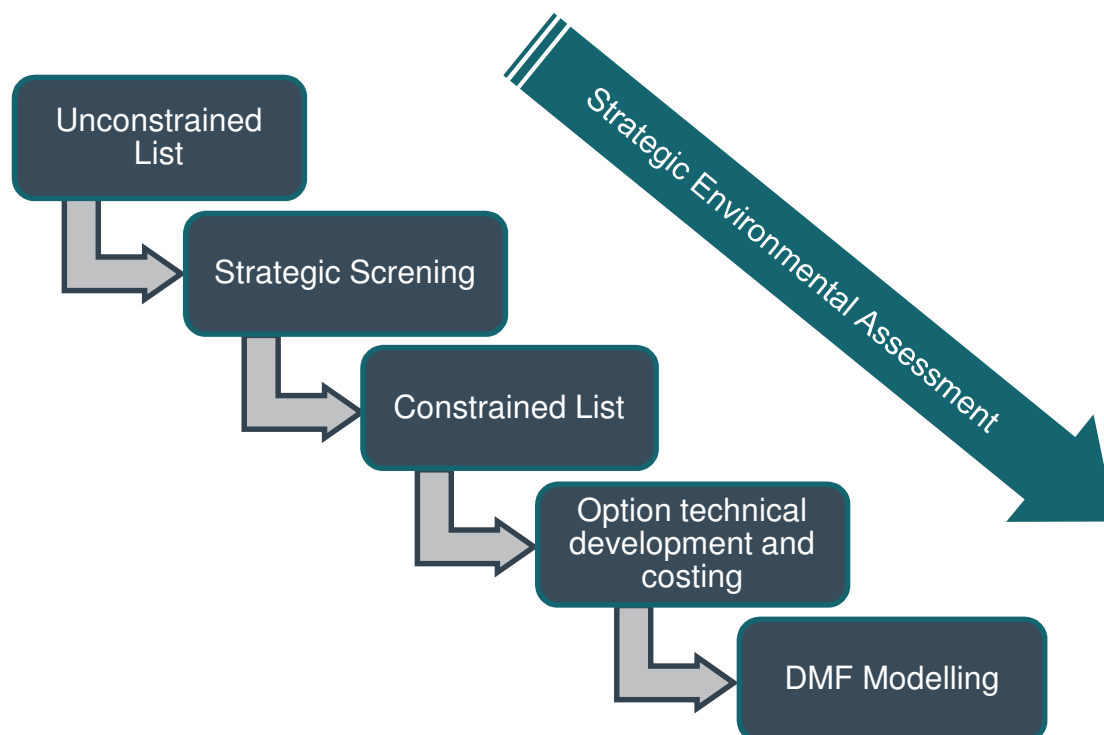 Unconstrained
List
Strategic Screning
Constrained List
Option technical
development and
costing
DMF Modelling
Strategic Environmental Assessment